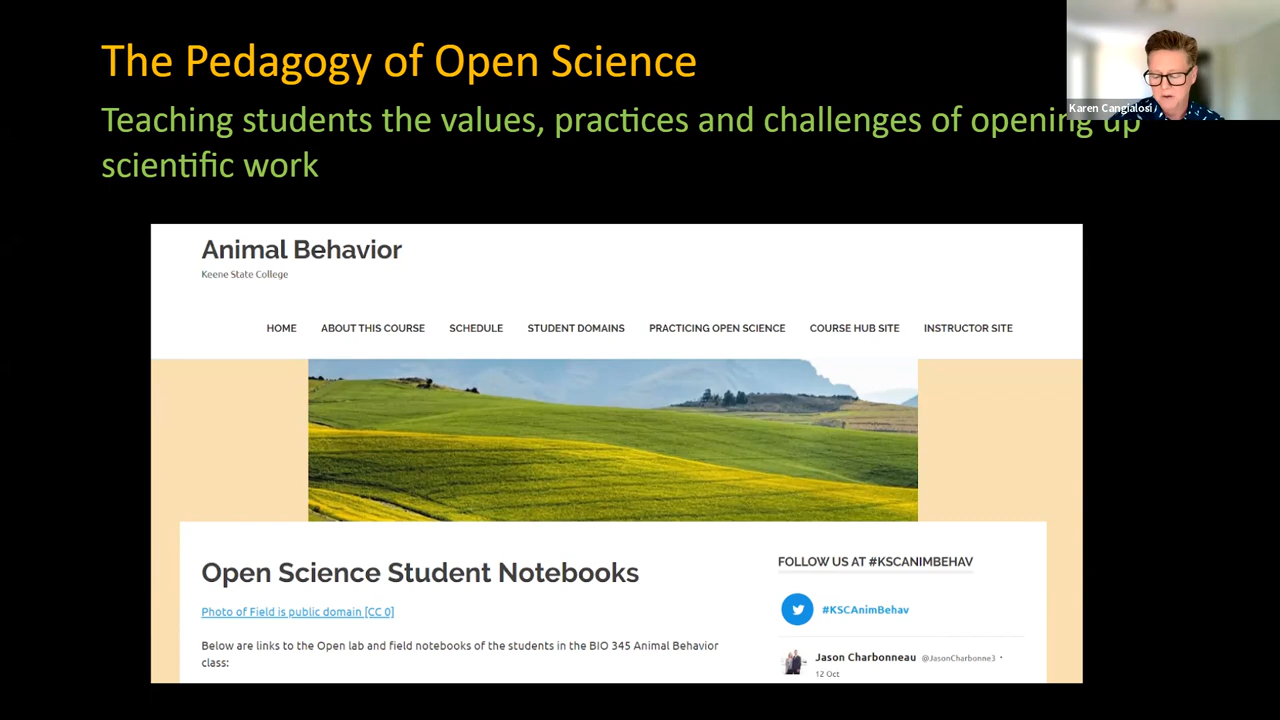 The Pedagogy of Open Science
Karen Cangialosi
Teaching students the values, practices and challenges of opening up
scientific work
Animal Behavior
Keene State College
HOME ABOUT THIS COURSE SCHEDULE STUDENT DOMAINS PRACTICING OPEN SCIENCE COURSE HUB SITE INSTRUCTOR SITE
Open Science Student Notebooks
Photo of Field is public domain [CC 0]
Below are links to the Open lab and field notebooks of the students in the BIO 345 Animal Behavior
class:
FOLLOW US AT #KSCANIMBEHAV
#KSCAnimBehav
Jason Charbonneau @JasonCharbonne3 ·
12 Oct